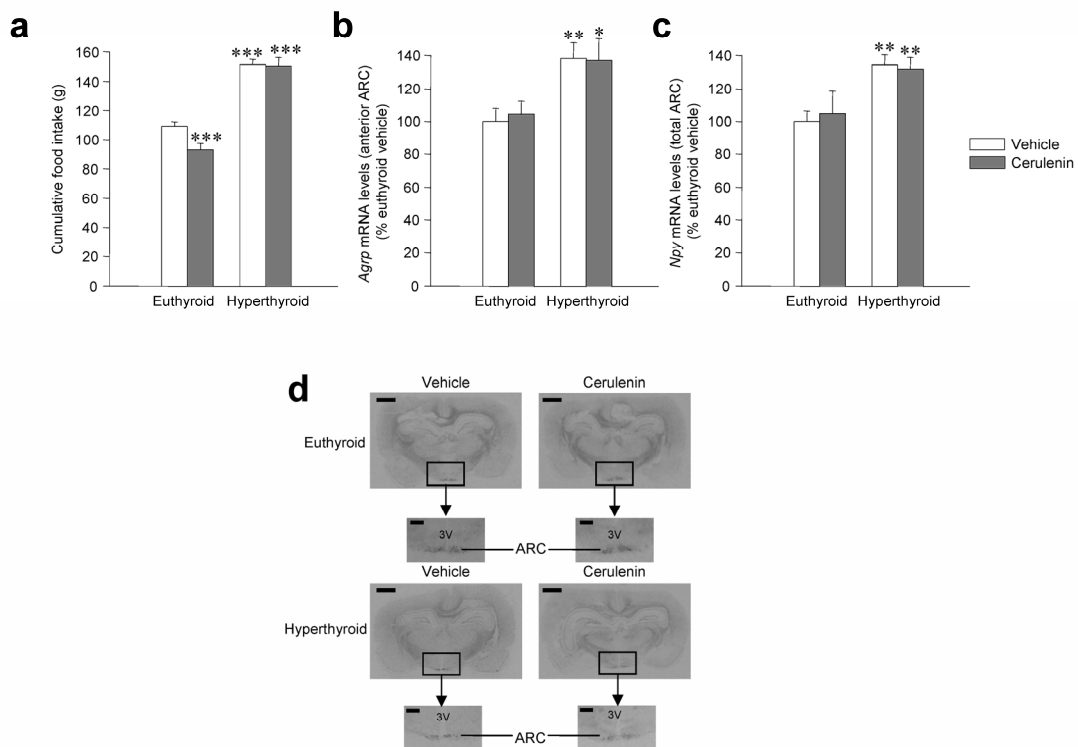 a
Cumulative food intake (g)
160
140
120
100
80
60
40
20
0
***
***
***
Euthyroid
Hyperthyroid
b
Agrp mRNA levels (anterior ARC)
(% euthyroid vehicle)
140
120
100
80
60
40
20
0
**
*
Euthyroid
Hyperthyroid
c
Npy mRNA levels (total ARC)
(% euthyroid vehicle)
140
120
100
80
60
40
20
0
**
**
Euthyroid
Hyperthyroid
Vehicle
Cerulenin
d
Vehicle
Cerulenin
Euthyroid
3V
3V
ARC
Vehicle
Cerulenin
Hyperthyroid
3V
3V
ARC